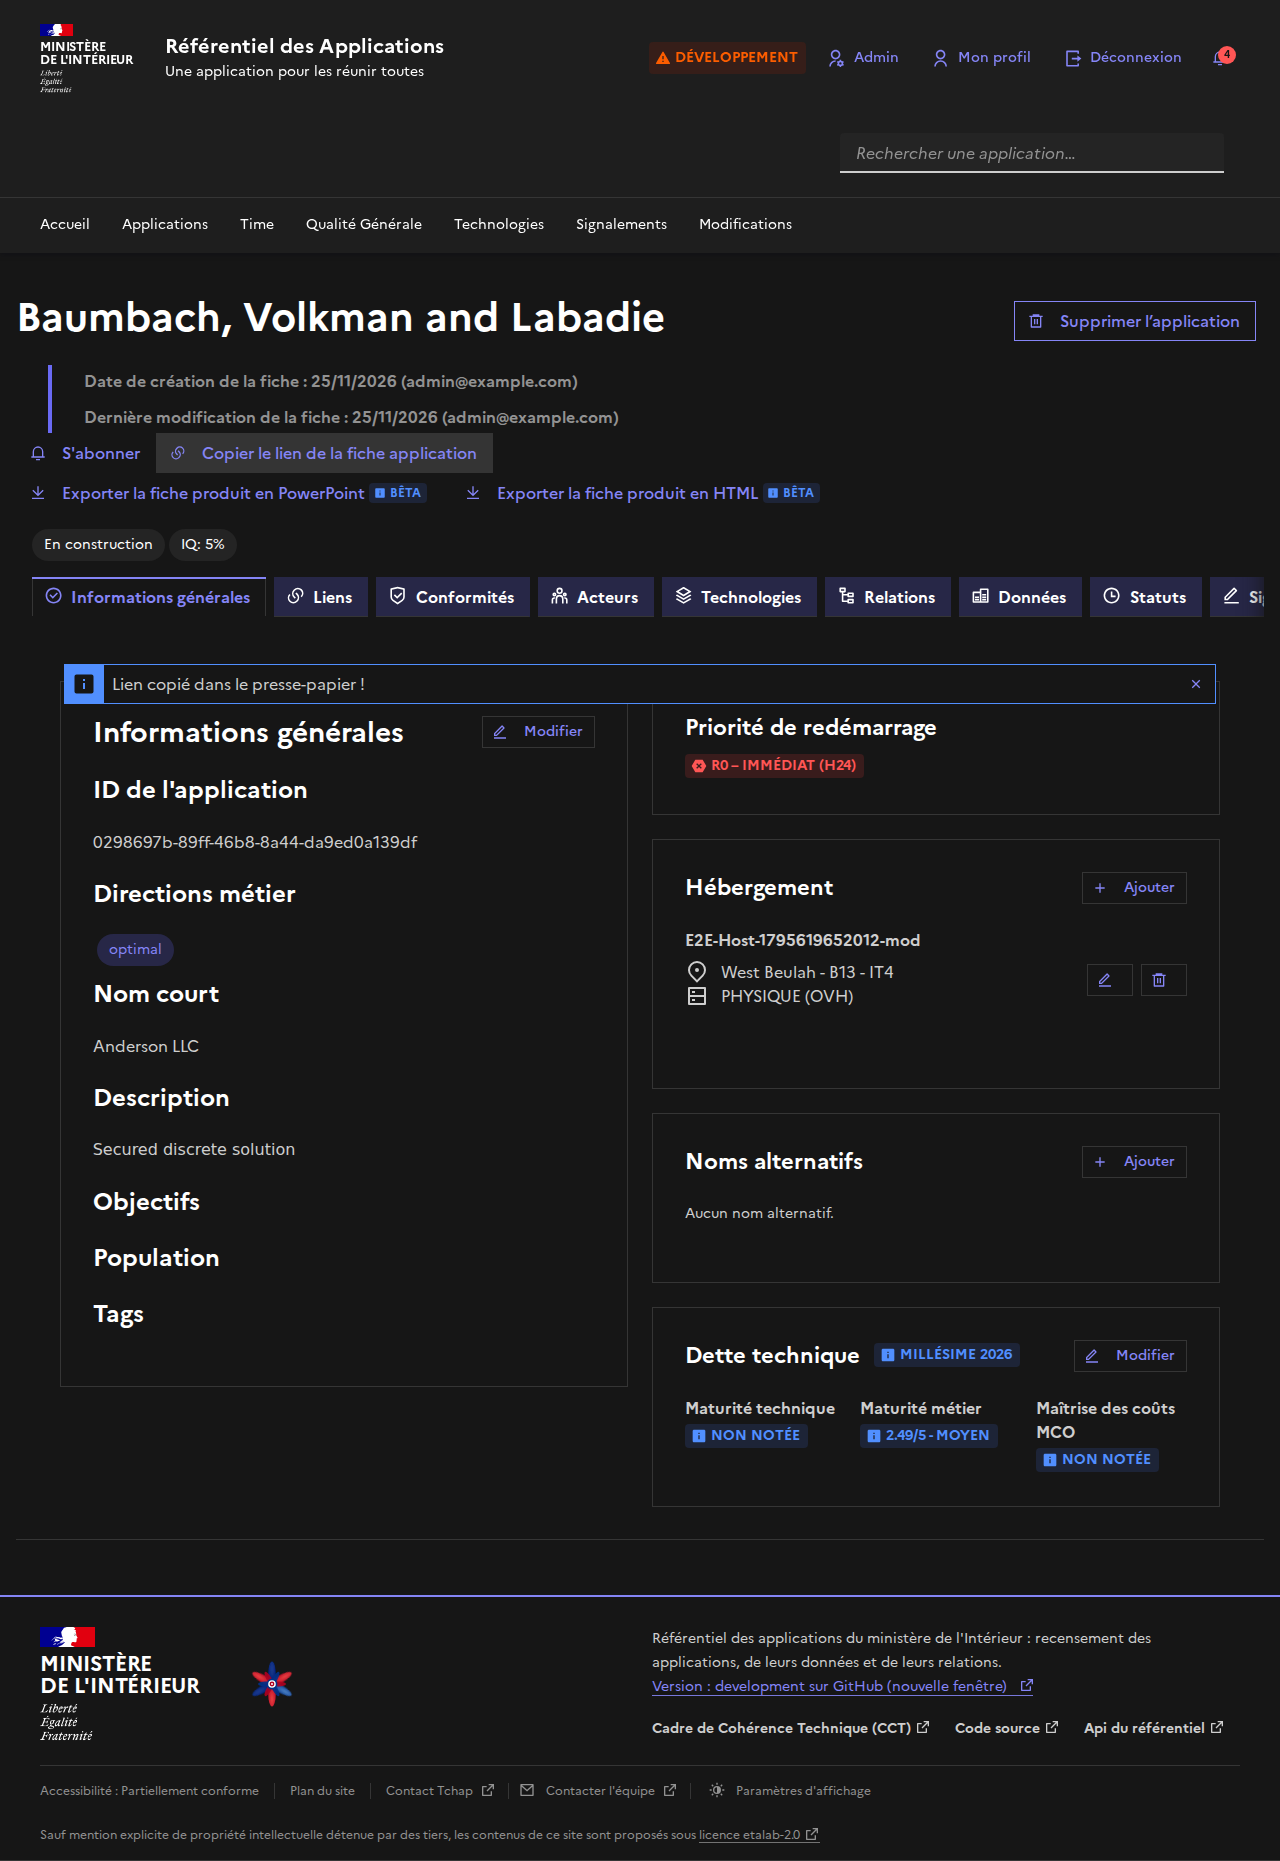 MINISTÈRE
DE L'INTÉRIEUR
Liberté
Égalité
Fraternité
Référentiel des Applications
Une application pour les réunir toutes
DÉVELOPPEMENT
Admin
Mon profil
Déconnexion
4
Rechercher une application…
Accueil
Applications
Time
Qualité Générale
Technologies
Signalements
Modifications
Baumbach, Volkman and Labadie
Supprimer l’application
Date de création de la fiche : 25/11/2026 (admin@example.com)
Dernière modification de la fiche : 25/11/2026 (admin@example.com)
S'abonner
Copier le lien de la fiche application
Exporter la fiche produit en PowerPoint BÊTA
Exporter la fiche produit en HTML BÊTA
En construction
IQ: 5%
Informations générales
Liens
Conformités
Acteurs
Technologies
Relations
Données
Statuts
Lien copié dans le presse-papier !
Informations générales
Modifier
ID de l'application
0298697b-89ff-46b8-8a44-da9ed0a139df
Directions métier
optimal
Nom court
Anderson LLC
Description
Secured discrete solution
Objectifs
Population
Tags
Priorité de redémarrage
R0 – IMMÉDIAT (H24)
Hébergement
Ajouter
E2E-Host-1795619652012-mod
West Beulah - B13 - IT4
PHYSIQUE (OVH)
Noms alternatifs
Ajouter
Aucun nom alternatif.
Dette technique
MILLÉSIME 2026
Modifier
Maturité technique
NON NOTÉE
Maturité métier
2.49/5 - MOYEN
Maîtrise des coûts
MCO
NON NOTÉE
MINISTÈRE
DE L'INTÉRIEUR
Liberté
Égalité
Fraternité
Référentiel des applications du ministère de l'Intérieur : recensement des
applications, de leurs données et de leurs relations.
Version : development sur GitHub (nouvelle fenêtre)
Cadre de Cohérence Technique (CCT)
Code source
Api du référentiel
Accessibilité : Partiellement conforme
Plan du site
Contact Tchap
Contacter l'équipe
Paramètres d'affichage
Sauf mention explicite de propriété intellectuelle détenue par des tiers, les contenus de ce site sont proposés sous licence etalab-2.0